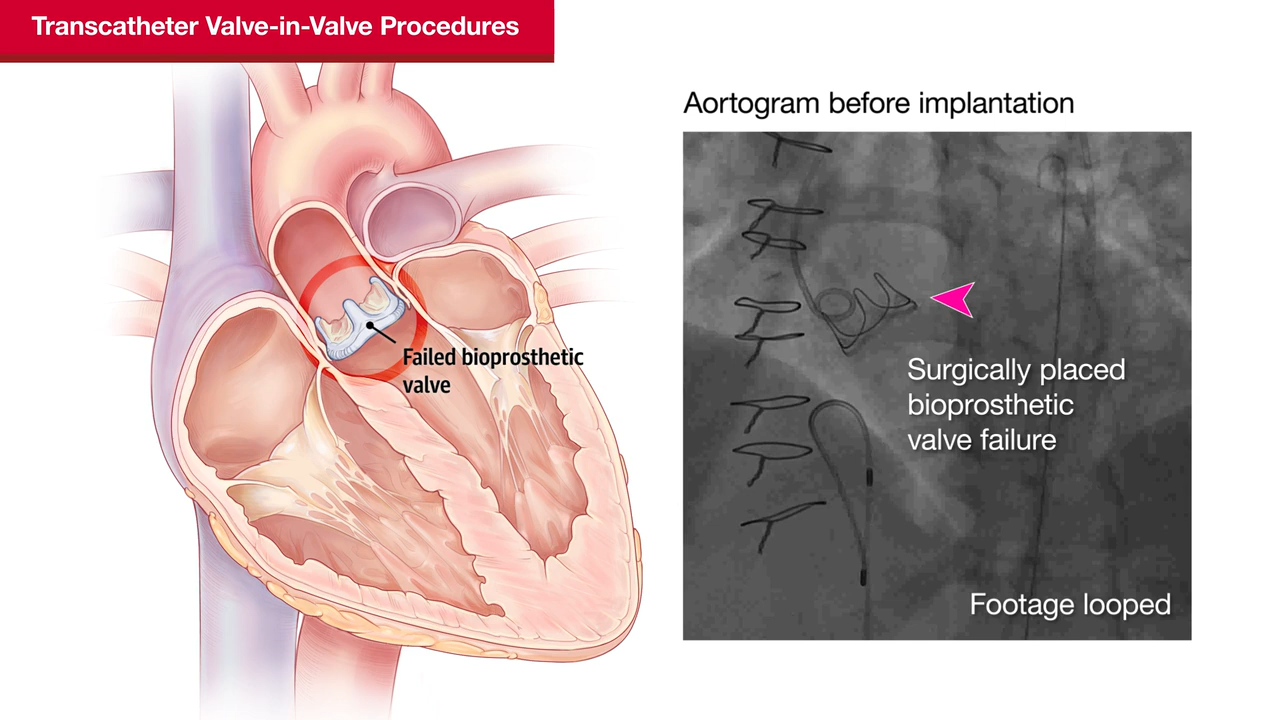 Transcatheter Valve-in-Valve Procedures
Failed bioprosthetic
valve
Aortogram before implantation
Surgically placed
bioprosthetic
valve failure
Footage looped